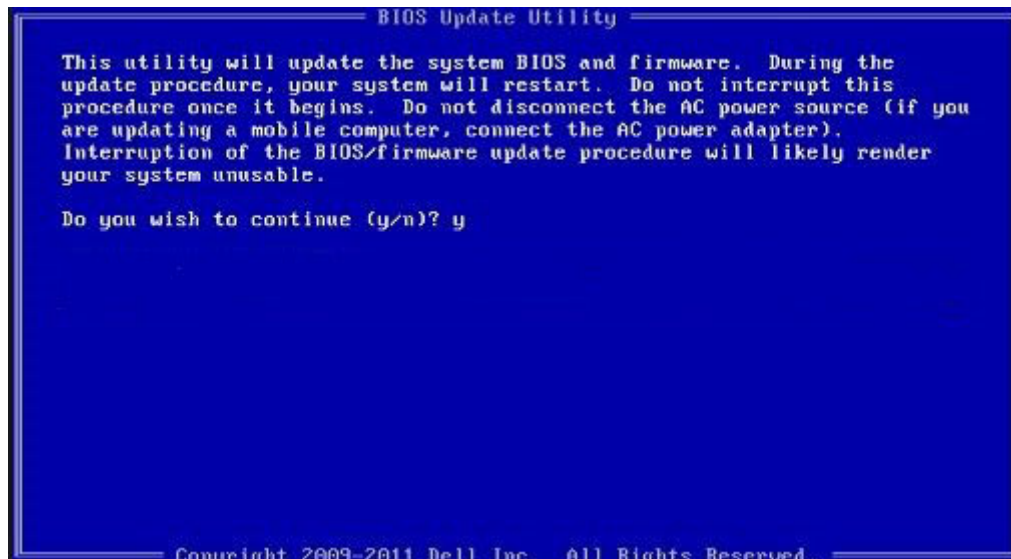 BIOS Update Utility
This utility will update the system BIOS and firmware. During the
update procedure, your system will restart. Do not interrupt this
procedure once it begins. Do not disconnect the AC power source (if you
are updating a mobile computer, connect the AC power adapter).
Interruption of the BIOS/firmware update procedure will likely render
your system unusable.
Do you wish to continue (y/n)? y
Copyright 2009-2011 Dell Inc. All Rights Reserved.